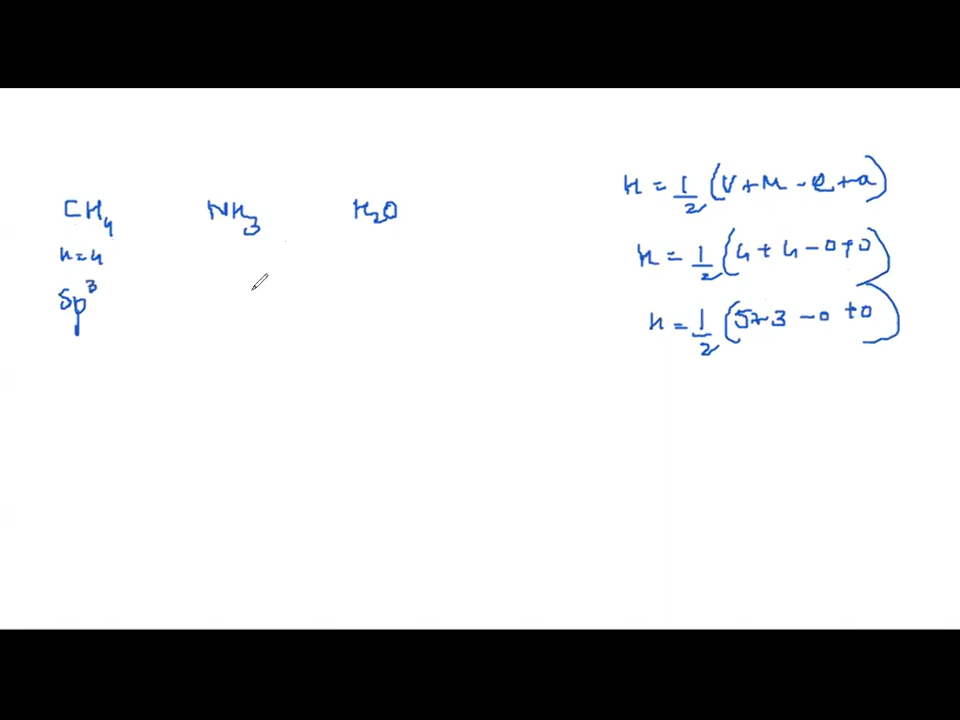 CH₄ NH₃ H₂O
H=4
Sp³
H = 1/2 (V+M-C+a)
H = 1/2 (4+4-0+0)
H = 1/2 (5+3-0+0)